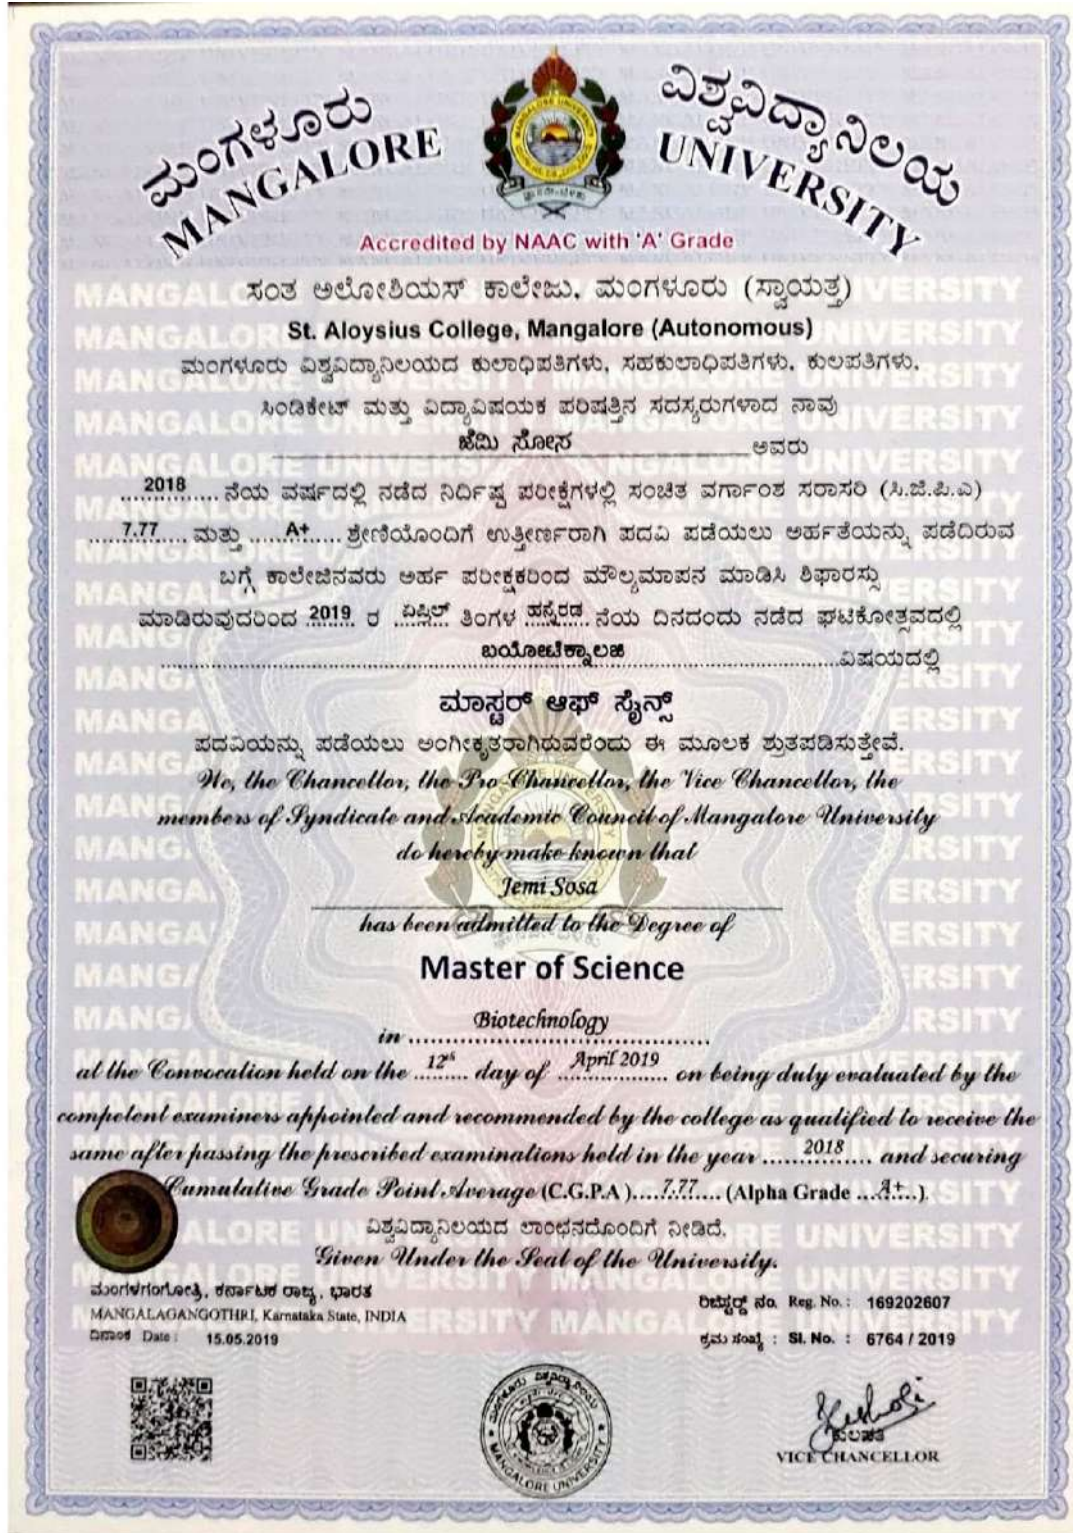 ಮಂಗಳೂರು ವಿಶ್ವವಿದ್ಯಾನಿಲಯ
MANGALORE UNIVERSITY
Accredited by NAAC with 'A' Grade
ಸಂತ ಅಲೋಶಿಯಸ್ ಕಾಲೇಜು, ಮಂಗಳೂರು (ಸ್ವಾಯತ್ತ)
St. Aloysius College, Mangalore (Autonomous)
ಮಂಗಳೂರು ವಿಶ್ವವಿದ್ಯಾನಿಲಯದ ಕುಲಾಧಿಪತಿಗಳು, ಸಹಕುಲಾಧಿಪತಿಗಳು, ಕುಲಪತಿಗಳು,
ಸಿಂಡಿಕೇಟ್ ಮತ್ತು ವಿದ್ಯಾವಿಷಯಕ ಪರಿಷತ್ತಿನ ಸದಸ್ಯರುಗಳಾದ ನಾವು
ಜೆಮಿ ಸೋಸ ಅವರು
2018 ನೆಯ ವರ್ಷದಲ್ಲಿ ನಡೆದ ನಿರ್ದಿಷ್ಟ ಪರೀಕ್ಷೆಗಳಲ್ಲಿ ಸಂಚಿತ ವರ್ಗಾಂಶ ಸರಾಸರಿ (ಸಿ.ಜಿ.ಪಿ.ಎ)
7.77 ಮತ್ತು A+ ಶ್ರೇಣಿಯೊಂದಿಗೆ ಉತ್ತೀರ್ಣರಾಗಿ ಪದವಿ ಪಡೆಯಲು ಅರ್ಹತೆಯನ್ನು ಪಡೆದಿರುವ
ಬಗ್ಗೆ ಕಾಲೇಜಿನವರು ಅರ್ಹ ಪರೀಕ್ಷಕರಿಂದ ಮೌಲ್ಯಮಾಪನ ಮಾಡಿಸಿ ಶಿಫಾರಸ್ಸು
ಮಾಡಿರುವುದರಿಂದ 2019 ರ ಏಪ್ರಿಲ್ ತಿಂಗಳ ಹನ್ನೆರಡ ನೆಯ ದಿನದಂದು ನಡೆದ ಘಟಿಕೋತ್ಸವದಲ್ಲಿ
ಬಯೋಟೆಕ್ನಾಲಜಿ ವಿಷಯದಲ್ಲಿ
ಮಾಸ್ಟರ್ ಆಫ್ ಸೈನ್ಸ್
ಪದವಿಯನ್ನು ಪಡೆಯಲು ಅಂಗೀಕೃತರಾಗಿರುವರೆಂದು ಈ ಮೂಲಕ ಶ್ರುತಪಡಿಸುತ್ತೇವೆ.
We, the Chancellor, the Pro Chancellor, the Vice Chancellor, the
members of Syndicate and Academic Council of Mangalore University
do hereby make known that
Jemi Sosa
has been admitted to the Degree of
Master of Science
in Biotechnology
at the Convocation held on the 12th day of April 2019 on being duly evaluated by the
competent examiners appointed and recommended by the college as qualified to receive the
same after passing the prescribed examinations held in the year 2018 and securing
Cumulative Grade Point Average (C.G.P.A) 7.77 (Alpha Grade A+).
ವಿಶ್ವವಿದ್ಯಾನಿಲಯದ ಲಾಂಛನದೊಂದಿಗೆ ನೀಡಿದೆ.
Given Under the Seal of the University.
ಮಂಗಳಗಂಗೋತ್ರಿ, ಕರ್ನಾಟಕ ರಾಜ್ಯ, ಭಾರತ
MANGALAGANGOTHRI, Karnataka State, INDIA
ದಿನಾಂಕ Date : 15.05.2019
ರಿಜಿಸ್ಟರ್ಡ್ ನಂ. Reg. No. : 169202607
ಕ್ರಮ ಸಂಖ್ಯೆ : Sl. No. : 6764 / 2019
MANGALORE UNIVERSITY
ಕುಲಪತಿ
VICE CHANCELLOR